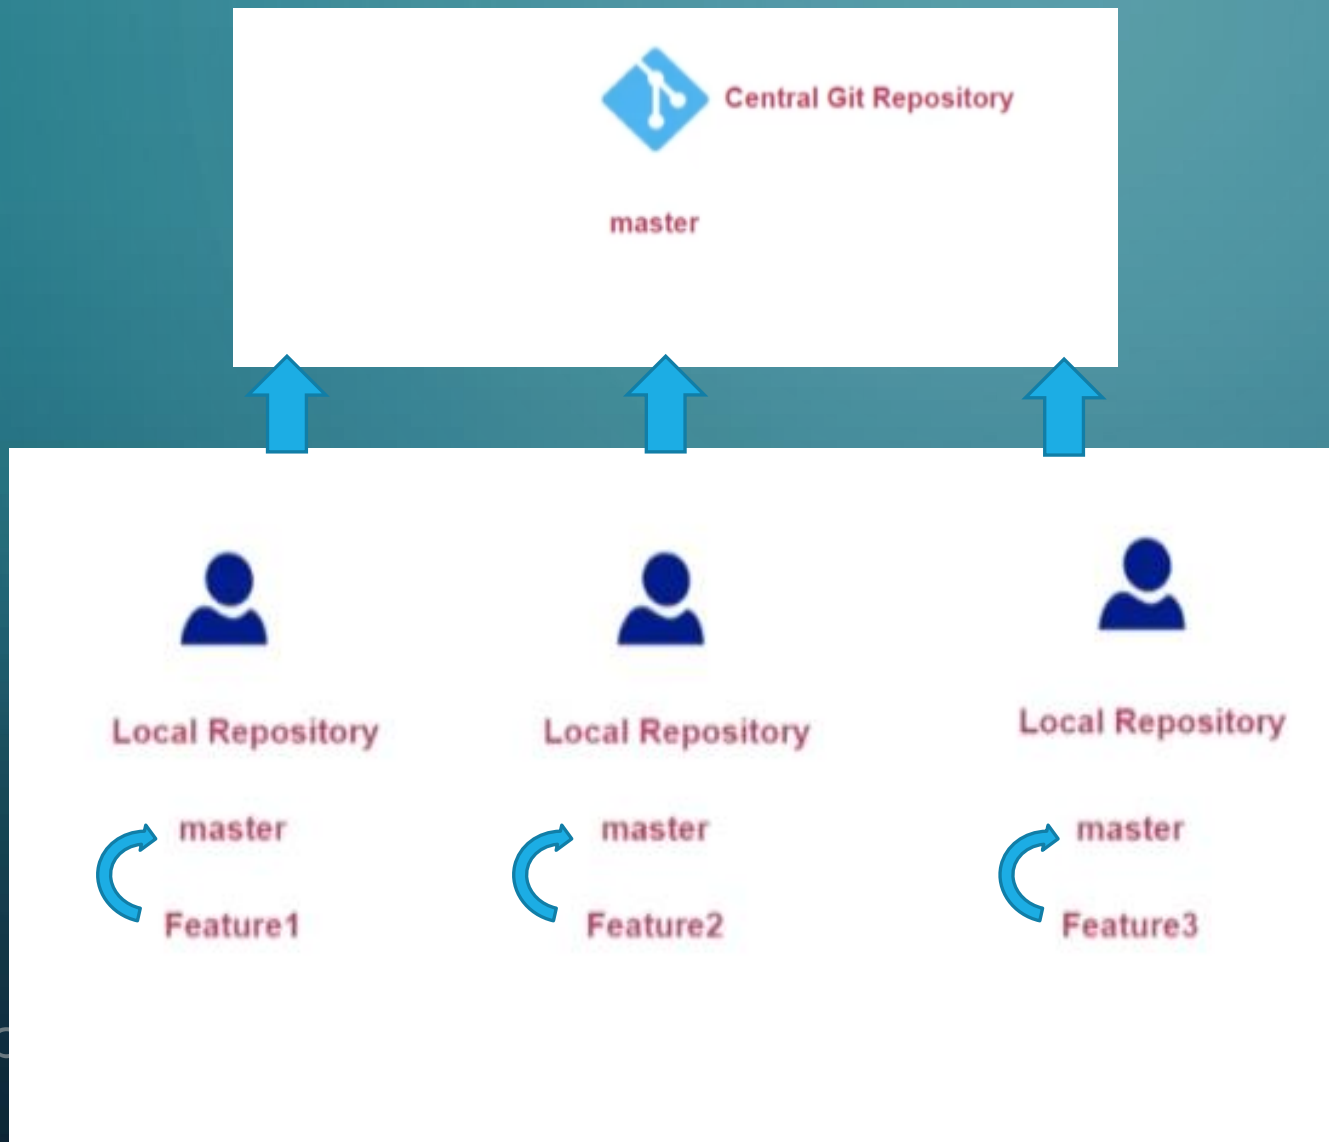 Central Git Repository
master
Local Repository
Local Repository
Local Repository
master
master
master
Feature1
Feature2
Feature3